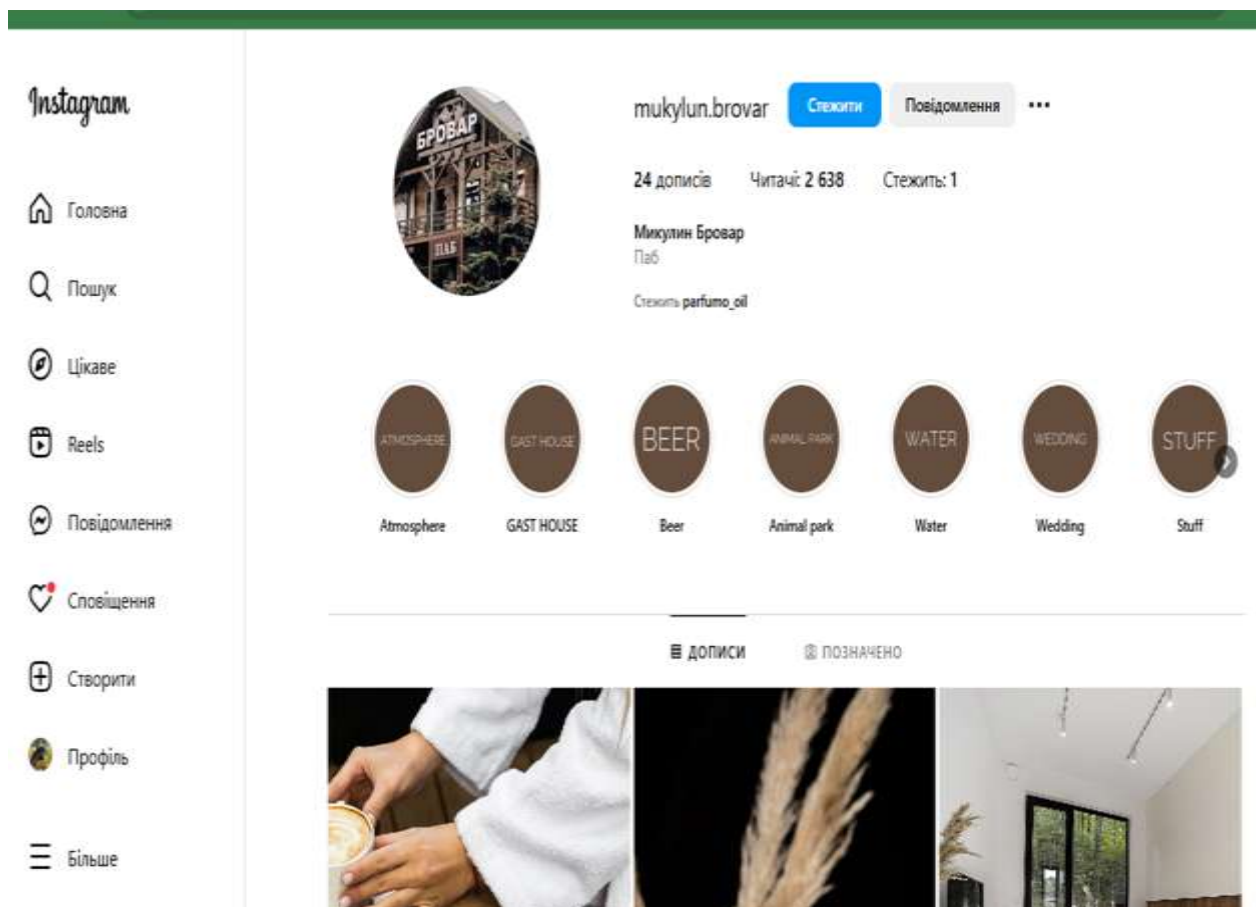 Instagram
Головна
Пошук
Цікаве
Reels
Повідомлення
Сповіщення
Створити
Профіль
Більше
БРОВАР
ПАБ
mukylun.brovar Стежити Повідомлення
24 дописів Читачі: 2 638 Стежить: 1
Микулин Бровар
Паб
Стежить parfumo_oil
ATMOSPHERE GAST HOUSE BEER ANIMAL PARK WATER WEDDING STUFF
Atmosphere GAST HOUSE Beer Animal park Water Wedding Stuff
ДОПИСИ ПОЗНАЧЕНО